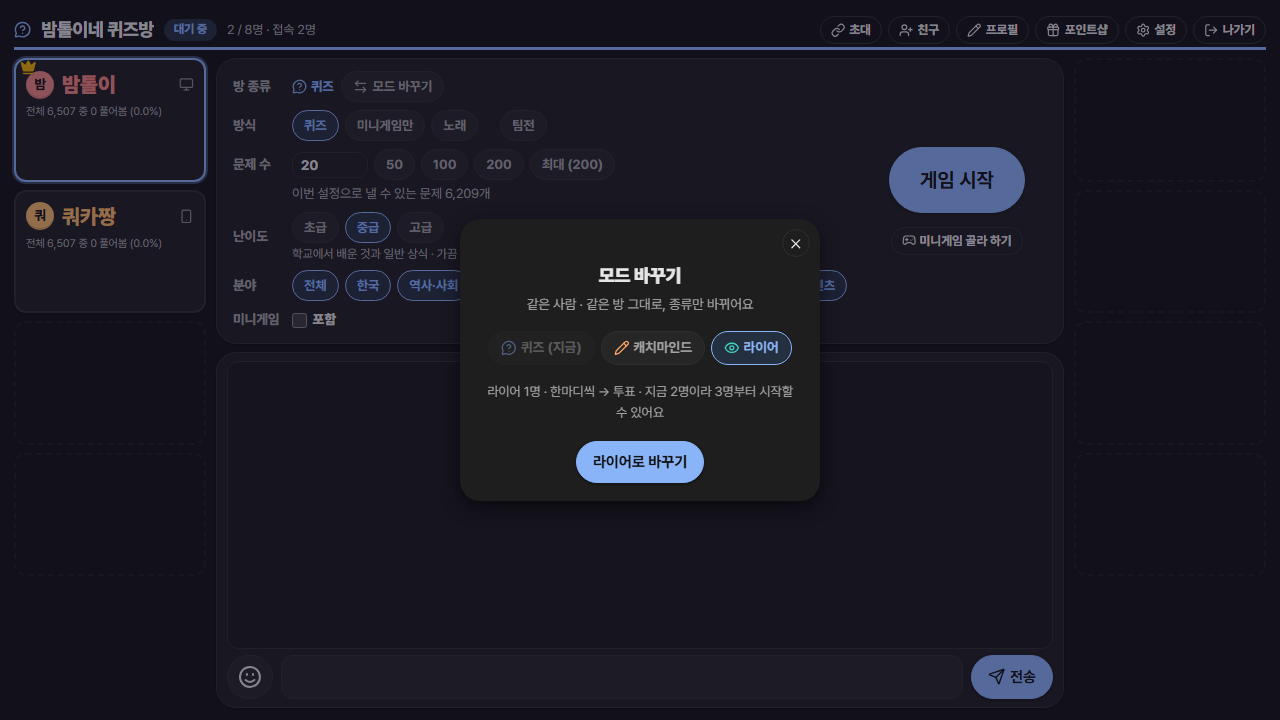 밤톨이네 퀴즈방 대기 중 2 / 8명 · 접속 2명 초대 친구 프로필 포인트샵 설정 나가기
밤 밤톨이
전체 6,507 중 0 풀어봄 (0.0%)
쿼 쿼카짱
전체 6,507 중 0 풀어봄 (0.0%)
방 종류 퀴즈 모드 바꾸기
방식 퀴즈 미니게임만 노래 팀전
문제 수 20 50 100 200 최대 (200)
이번 설정으로 낼 수 있는 문제 6,209개
난이도 초급 중급 고급
학교에서 배운 것과 일반 상식 · 가끔
분야 전체 한국 역사·사회
미니게임 포함
게임 시작
미니게임 골라 하기
모드 바꾸기
같은 사람 · 같은 방 그대로, 종류만 바뀌어요
퀴즈 (지금) 캐치마인드 라이어
라이어 1명 · 한마디씩 → 투표 · 지금 2명이라 3명부터 시작할
수 있어요
라이어로 바꾸기
전송